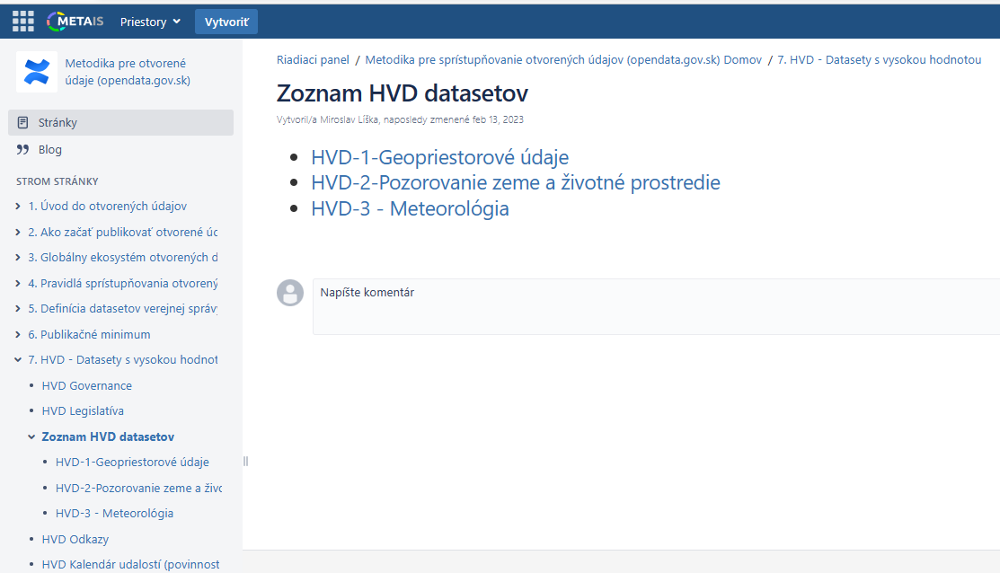 METAIS Priestory Vytvoriť
Metodika pre otvorené
údaje (opendata.gov.sk)
Stránky
Blog
STROM STRÁNKY
1. Úvod do otvorených údajov
2. Ako začať publikovať otvorené úc
3. Globálny ekosystém otvorených d
4. Pravidlá sprístupňovania otvorený
5. Definícia datasetov verejnej správy
6. Publikačné minimum
7. HVD - Datasety s vysokou hodnot
HVD Governance
HVD Legislatíva
Zoznam HVD datasetov
HVD-1-Geopriestorové údaje
HVD-2-Pozorovanie zeme a živo
HVD-3 - Meteorológia
HVD Odkazy
HVD Kalendár udalostí (povinnost
Riadiaci panel / Metodika pre sprístupňovanie otvorených údajov (opendata.gov.sk) Domov / 7. HVD - Datasety s vysokou hodnotou
Zoznam HVD datasetov
Vytvoril/a Miroslav Líška, naposledy zmenené feb 13, 2023
• HVD-1-Geopriestorové údaje
• HVD-2-Pozorovanie zeme a životné prostredie
• HVD-3 - Meteorológia
Napíšte komentár